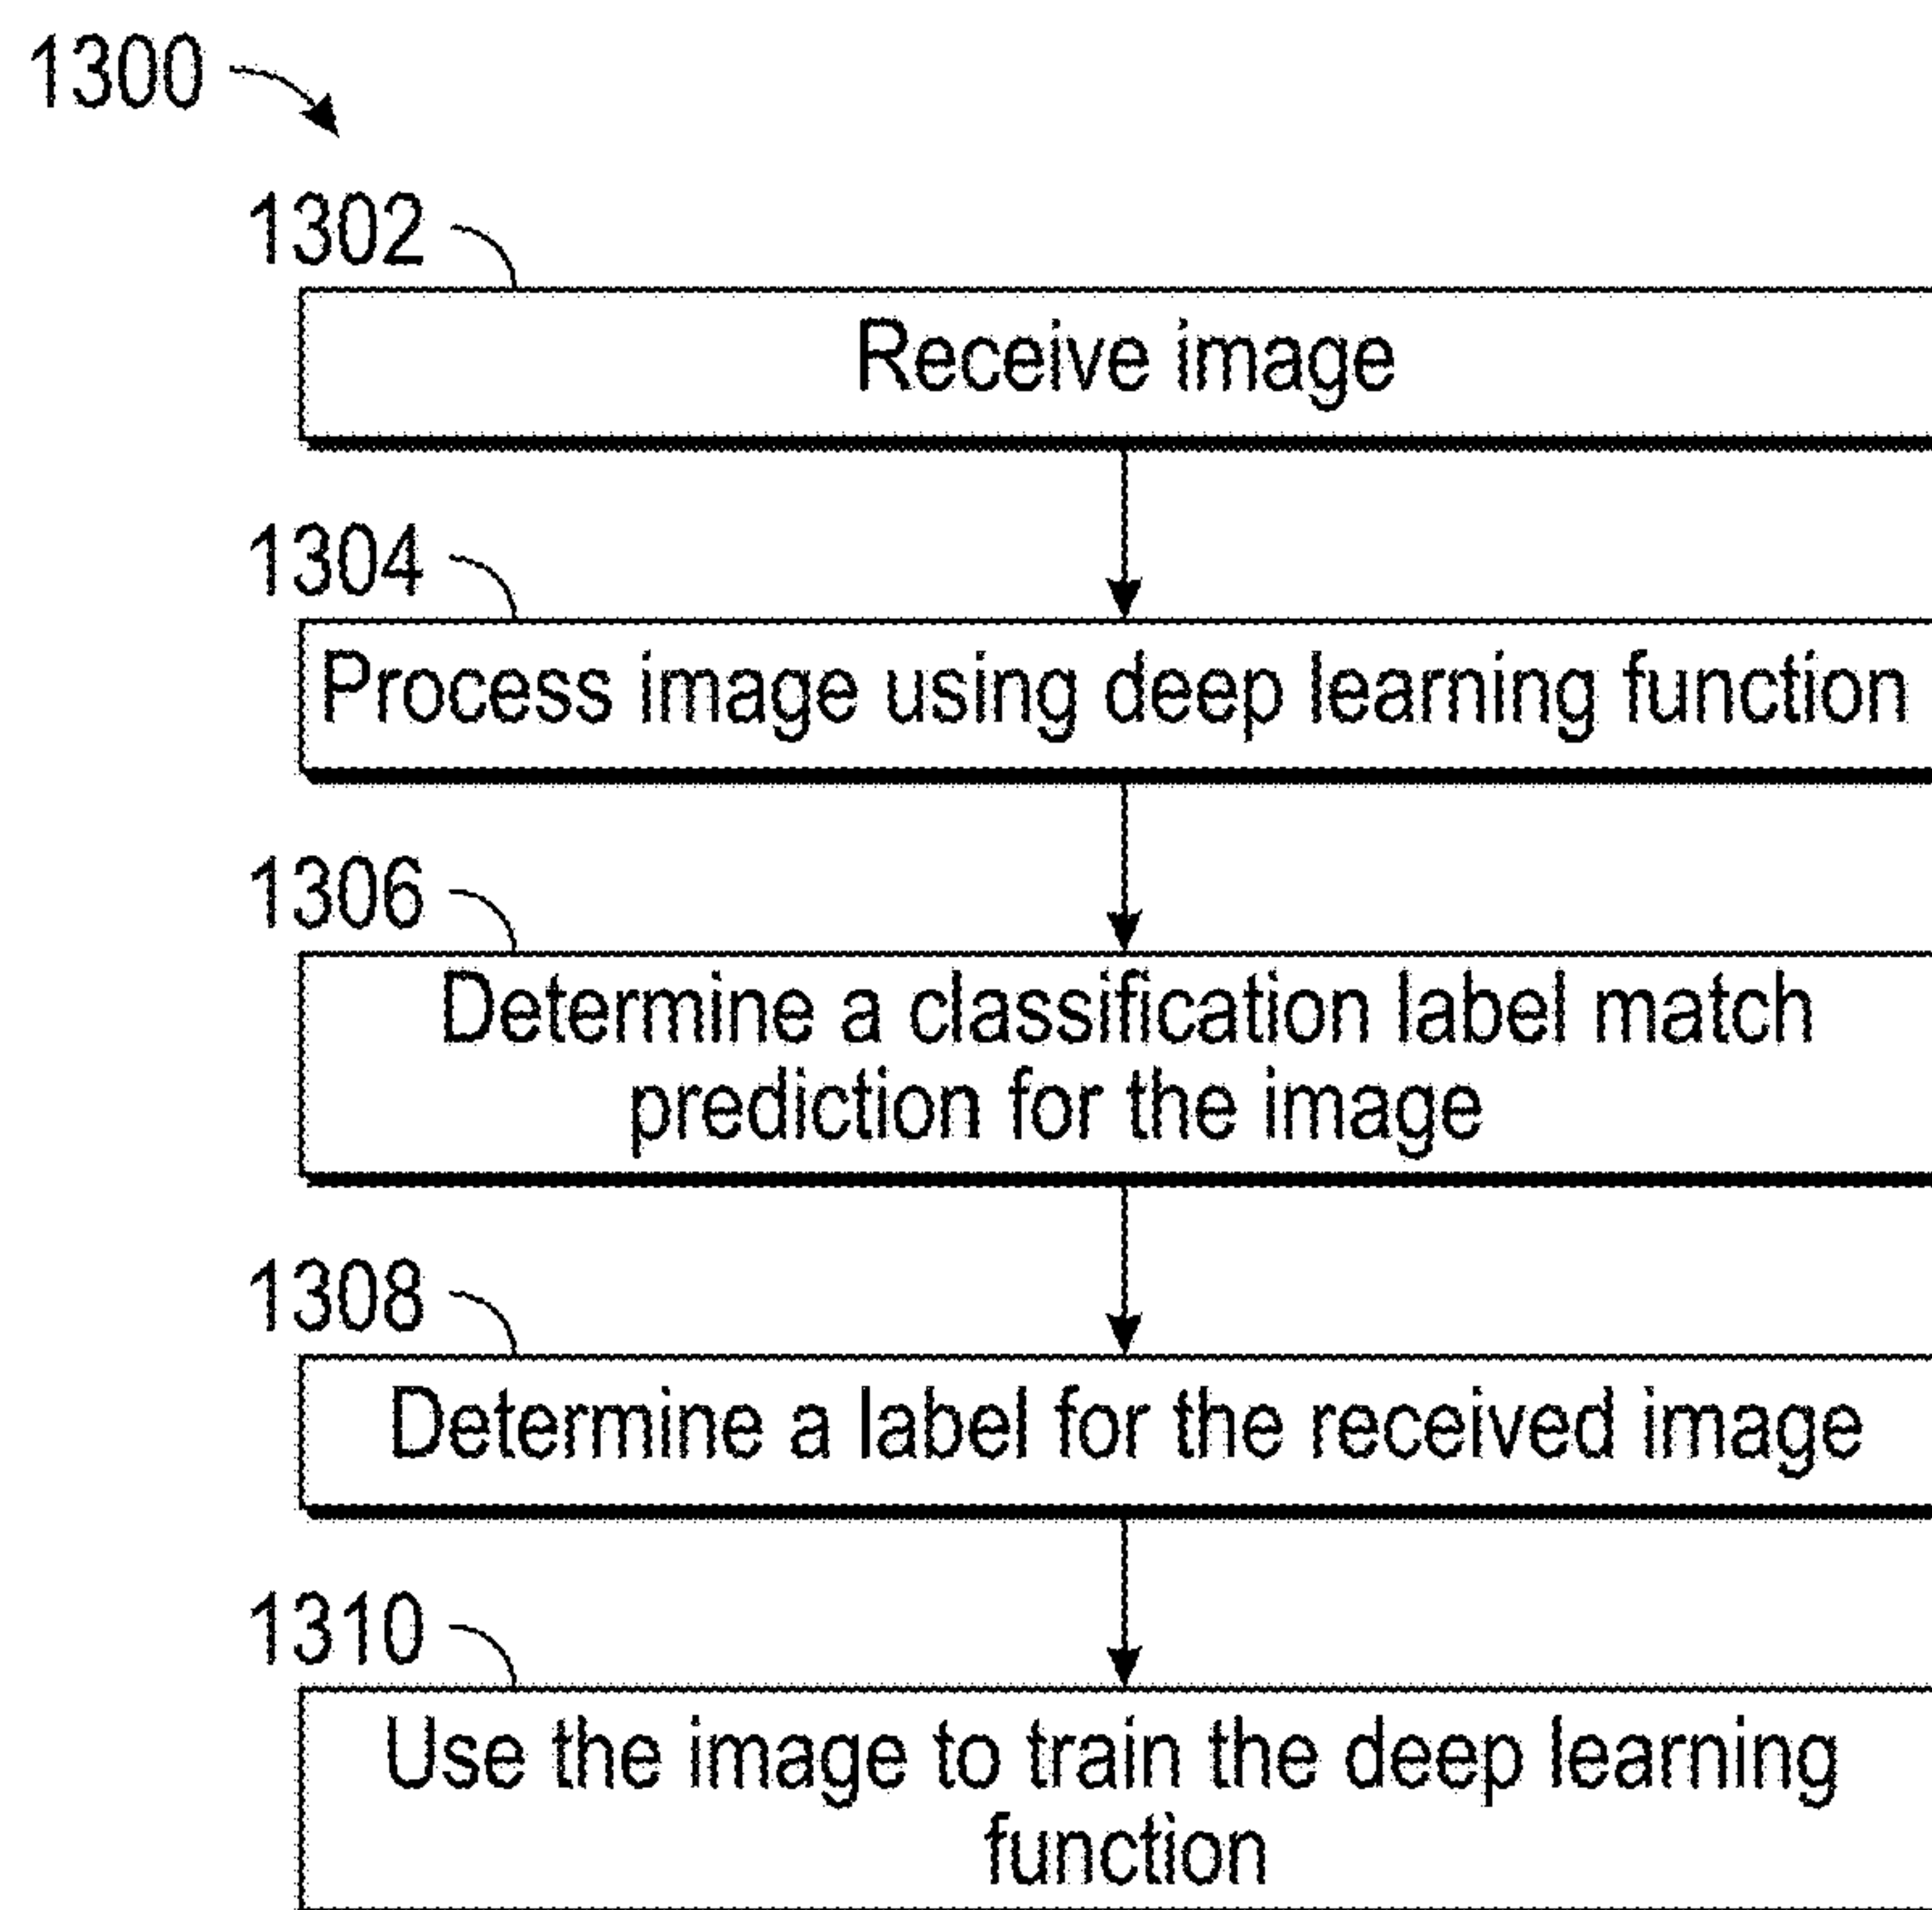 1300
1302
Receive image
1304
Process image using deep learning function
1306
Determine a classification label match
prediction for the image
1308
Determine a label for the received image
1310
Use the image to train the deep learning
function